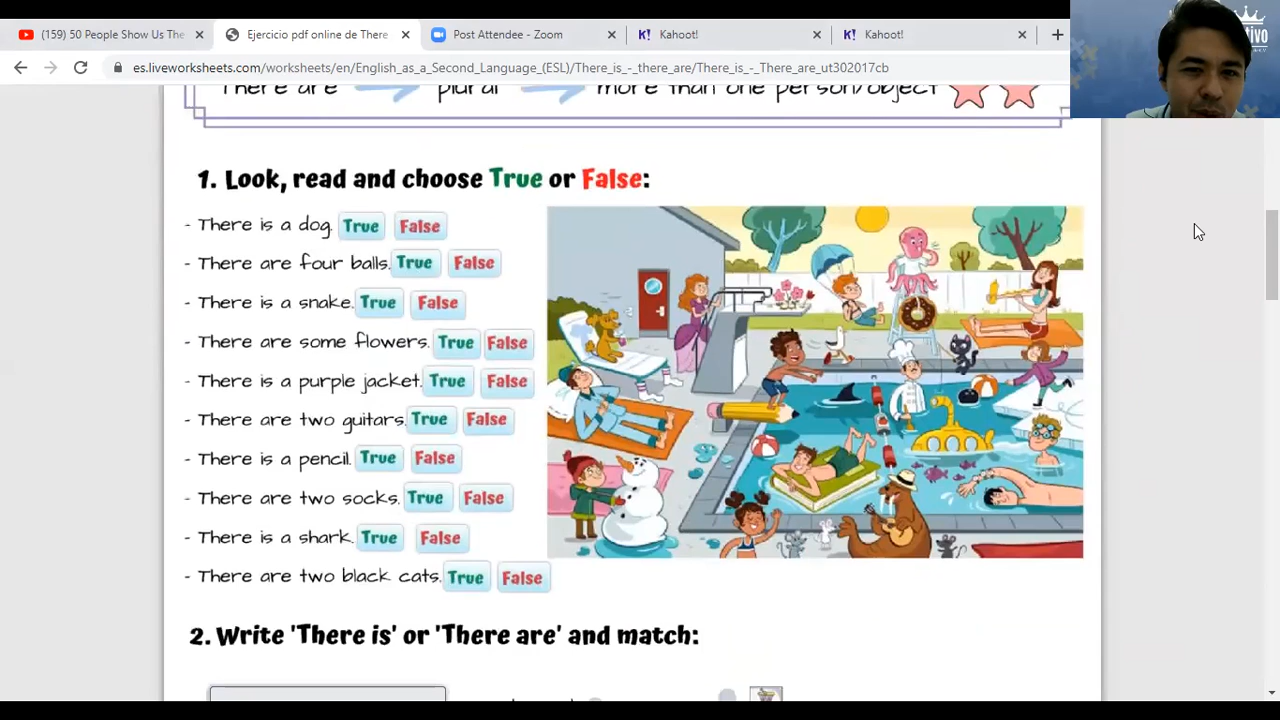 (159) 50 People Show Us The
Ejercicio pdf online de There
Post Attendee - Zoom
Kahoot!
Kahoot!
es.liveworksheets.com/worksheets/en/English_as_a_Second_Language_(ESL)/There_is_-_there_are/There_is_-_There_are_ut302017cb
There are plural more than one person/object
1. Look, read and choose True or False:
- There is a dog. True False
- There are four balls. True False
- There is a snake. True False
- There are some flowers. True False
- There is a purple jacket. True False
- There are two guitars. True False
- There is a pencil. True False
- There are two socks. True False
- There is a shark. True False
- There are two black cats. True False
2. Write 'There is' or 'There are' and match: